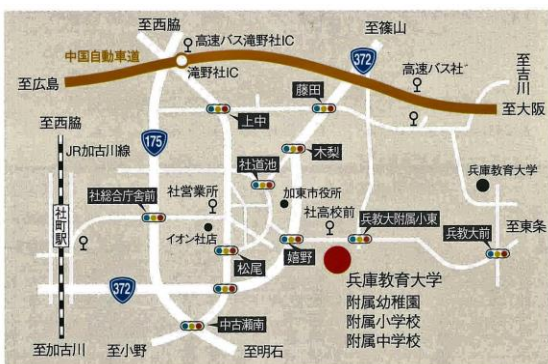 至西脇
高速バス滝野社IC
至篠山
中国自動車道
滝野社IC
372
高速バス社
至吉川
至広島
藤田
至大阪
至西脇
上中
JR加古川線
175
木梨
社道池
兵庫教育大学
社町駅
社総合庁舎前
社営業所
加東市役所
社高校前
兵教大附属小東
至東条
イオン社店
兵教大前
松尾
嬉野
372
兵庫教育大学
附属幼稚園
附属小学校
附属中学校
中古瀬南
至加古川
至小野
至明石